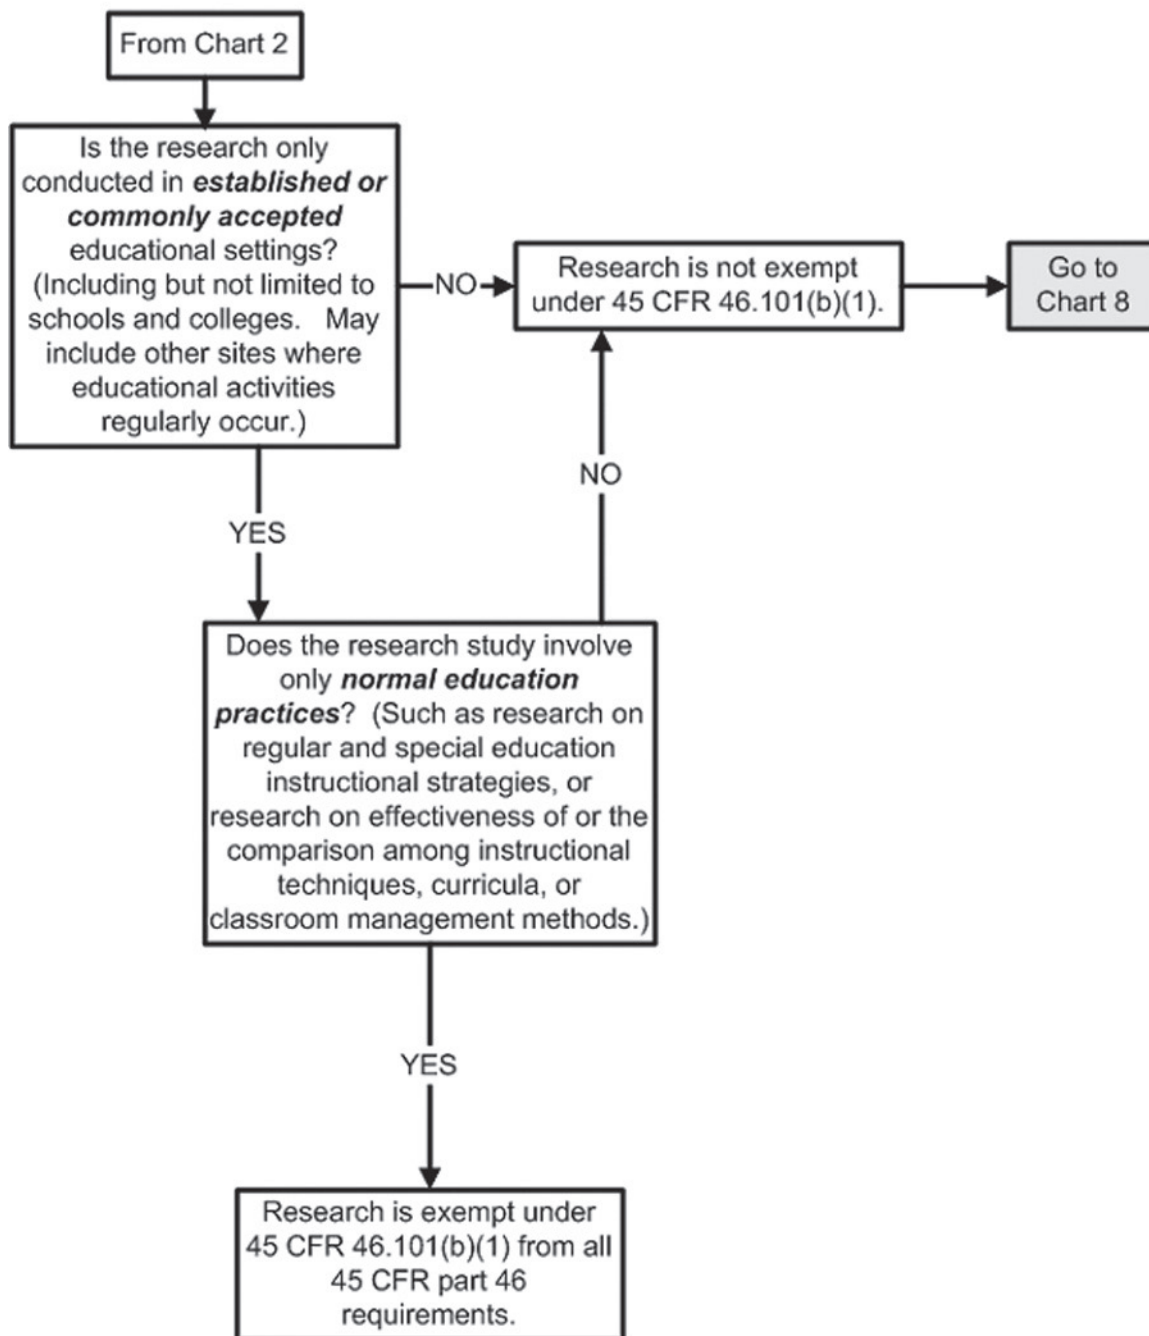 From Chart 2
Is the research only
conducted in established or
commonly accepted
educational settings?
(Including but not limited to
schools and colleges.   May
include other sites where
educational activities
regularly occur.)
NO
Research is not exempt
under 45 CFR 46.101(b)(1).
Go to
Chart 8
YES
NO
Does the research study involve
only normal education
practices?  (Such as research on
regular and special education
instructional strategies, or
research on effectiveness of or the
comparison among instructional
techniques, curricula, or
classroom management methods.)
YES
Research is exempt under
45 CFR 46.101(b)(1) from all
45 CFR part 46
requirements.